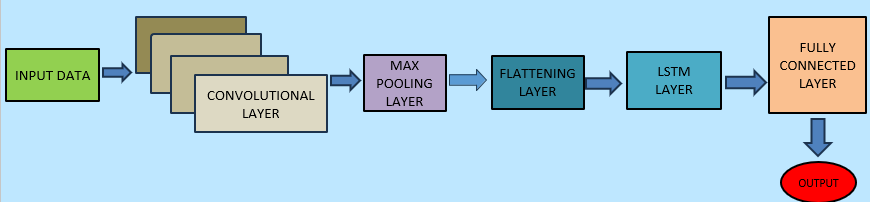 INPUT DATA
CONVOLUTIONAL
LAYER
MAX
POOLING
LAYER
FLATTENING
LAYER
LSTM
LAYER
FULLY
CONNECTED
LAYER
OUTPUT